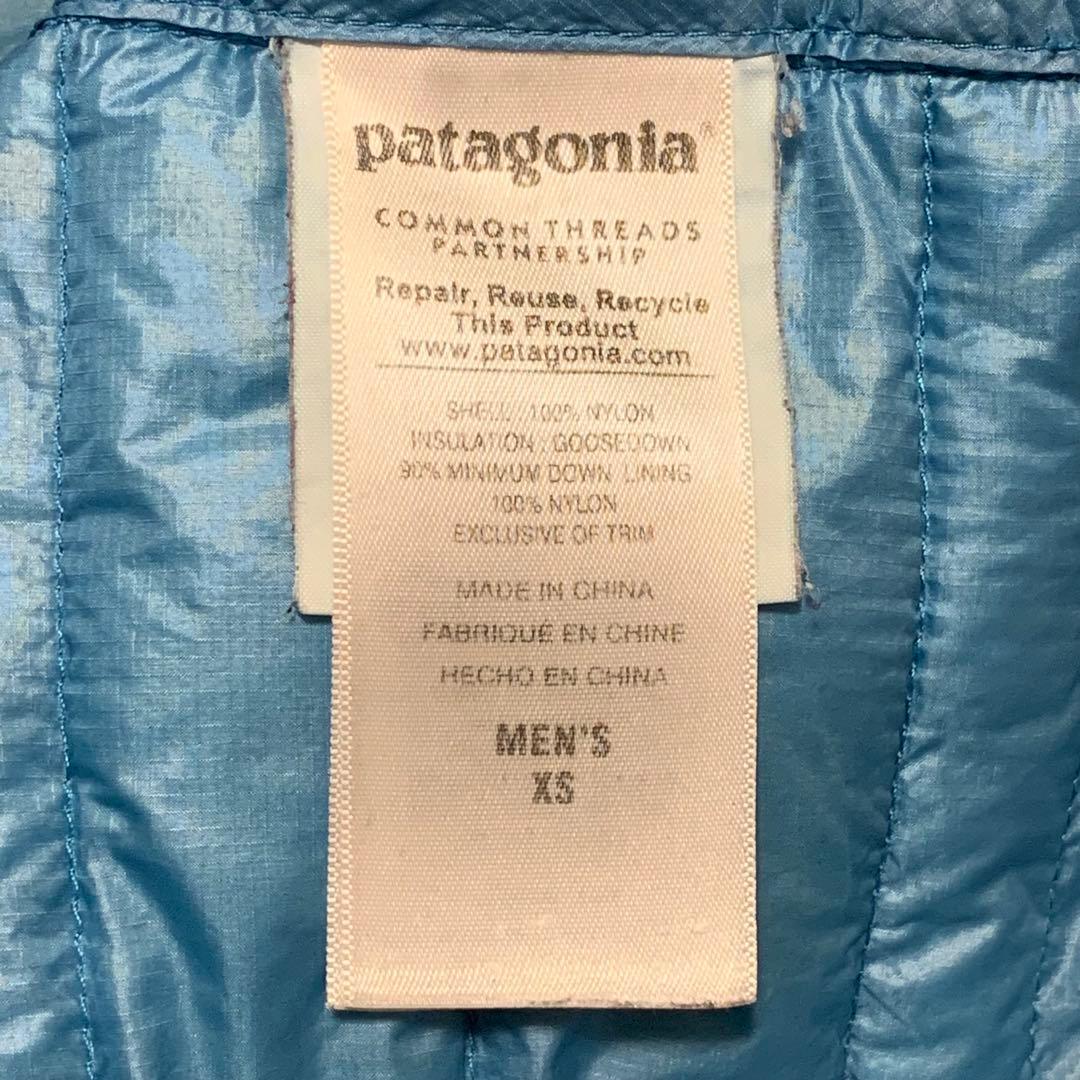 patagonia®
COMMON THREADS
PARTNERSHIP
Repair, Reuse, Recycle
This Product
www.patagonia.com
SHELL : 100% NYLON
INSULATION : GOOSEDOWN
90% MINIMUM DOWN LINING
100% NYLON
EXCLUSIVE OF TRIM
MADE IN CHINA
FABRIQUÉ EN CHINE
HECHO EN CHINA
MEN'S
XS